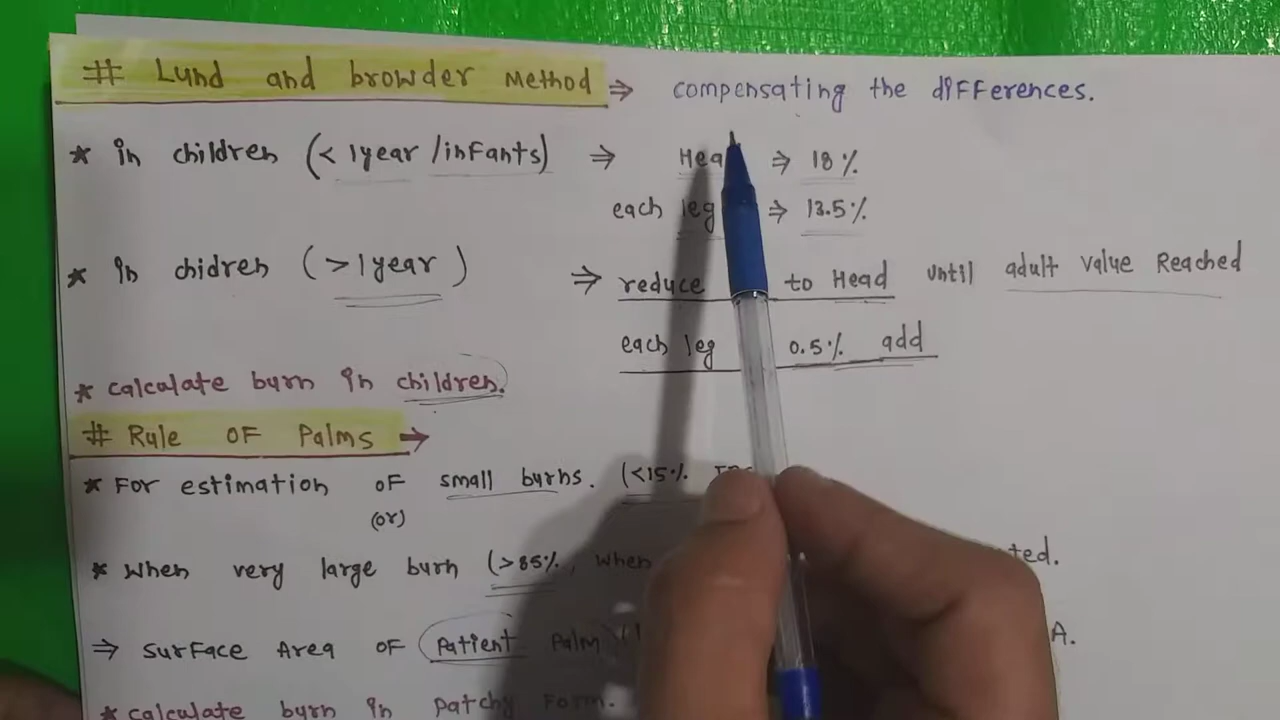 # Lund and browder Method ⇒ compensating the differences.
* in children (< 1year /infants) ⇒ Hea ⇒ 18%
each leg ⇒ 13.5%
* in chidren (>1year) ⇒ reduce to Head until adult value Reached
each leg 0.5% add
* calculate burn in children.
# Rule of Palms →
* For estimation of small burns. (<15%
(or)
* when very large burn (>85%, when ted.
⇒ surface Area of Patient Palm A.
* calculate burn in patchy Form.